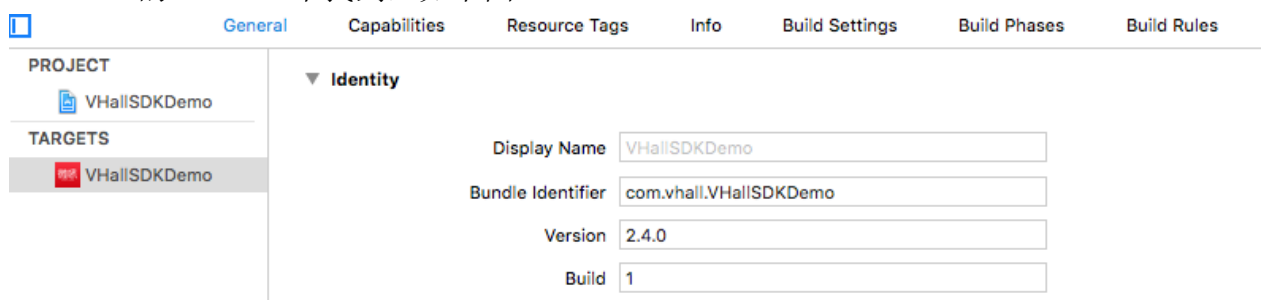 General Capabilities Resource Tags Info Build Settings Build Phases Build Rules
PROJECT
VHallSDKDemo
TARGETS
VHallSDKDemo
Identity
Display Name VHallSDKDemo
Bundle Identifier com.vhall.VHallSDKDemo
Version 2.4.0
Build 1